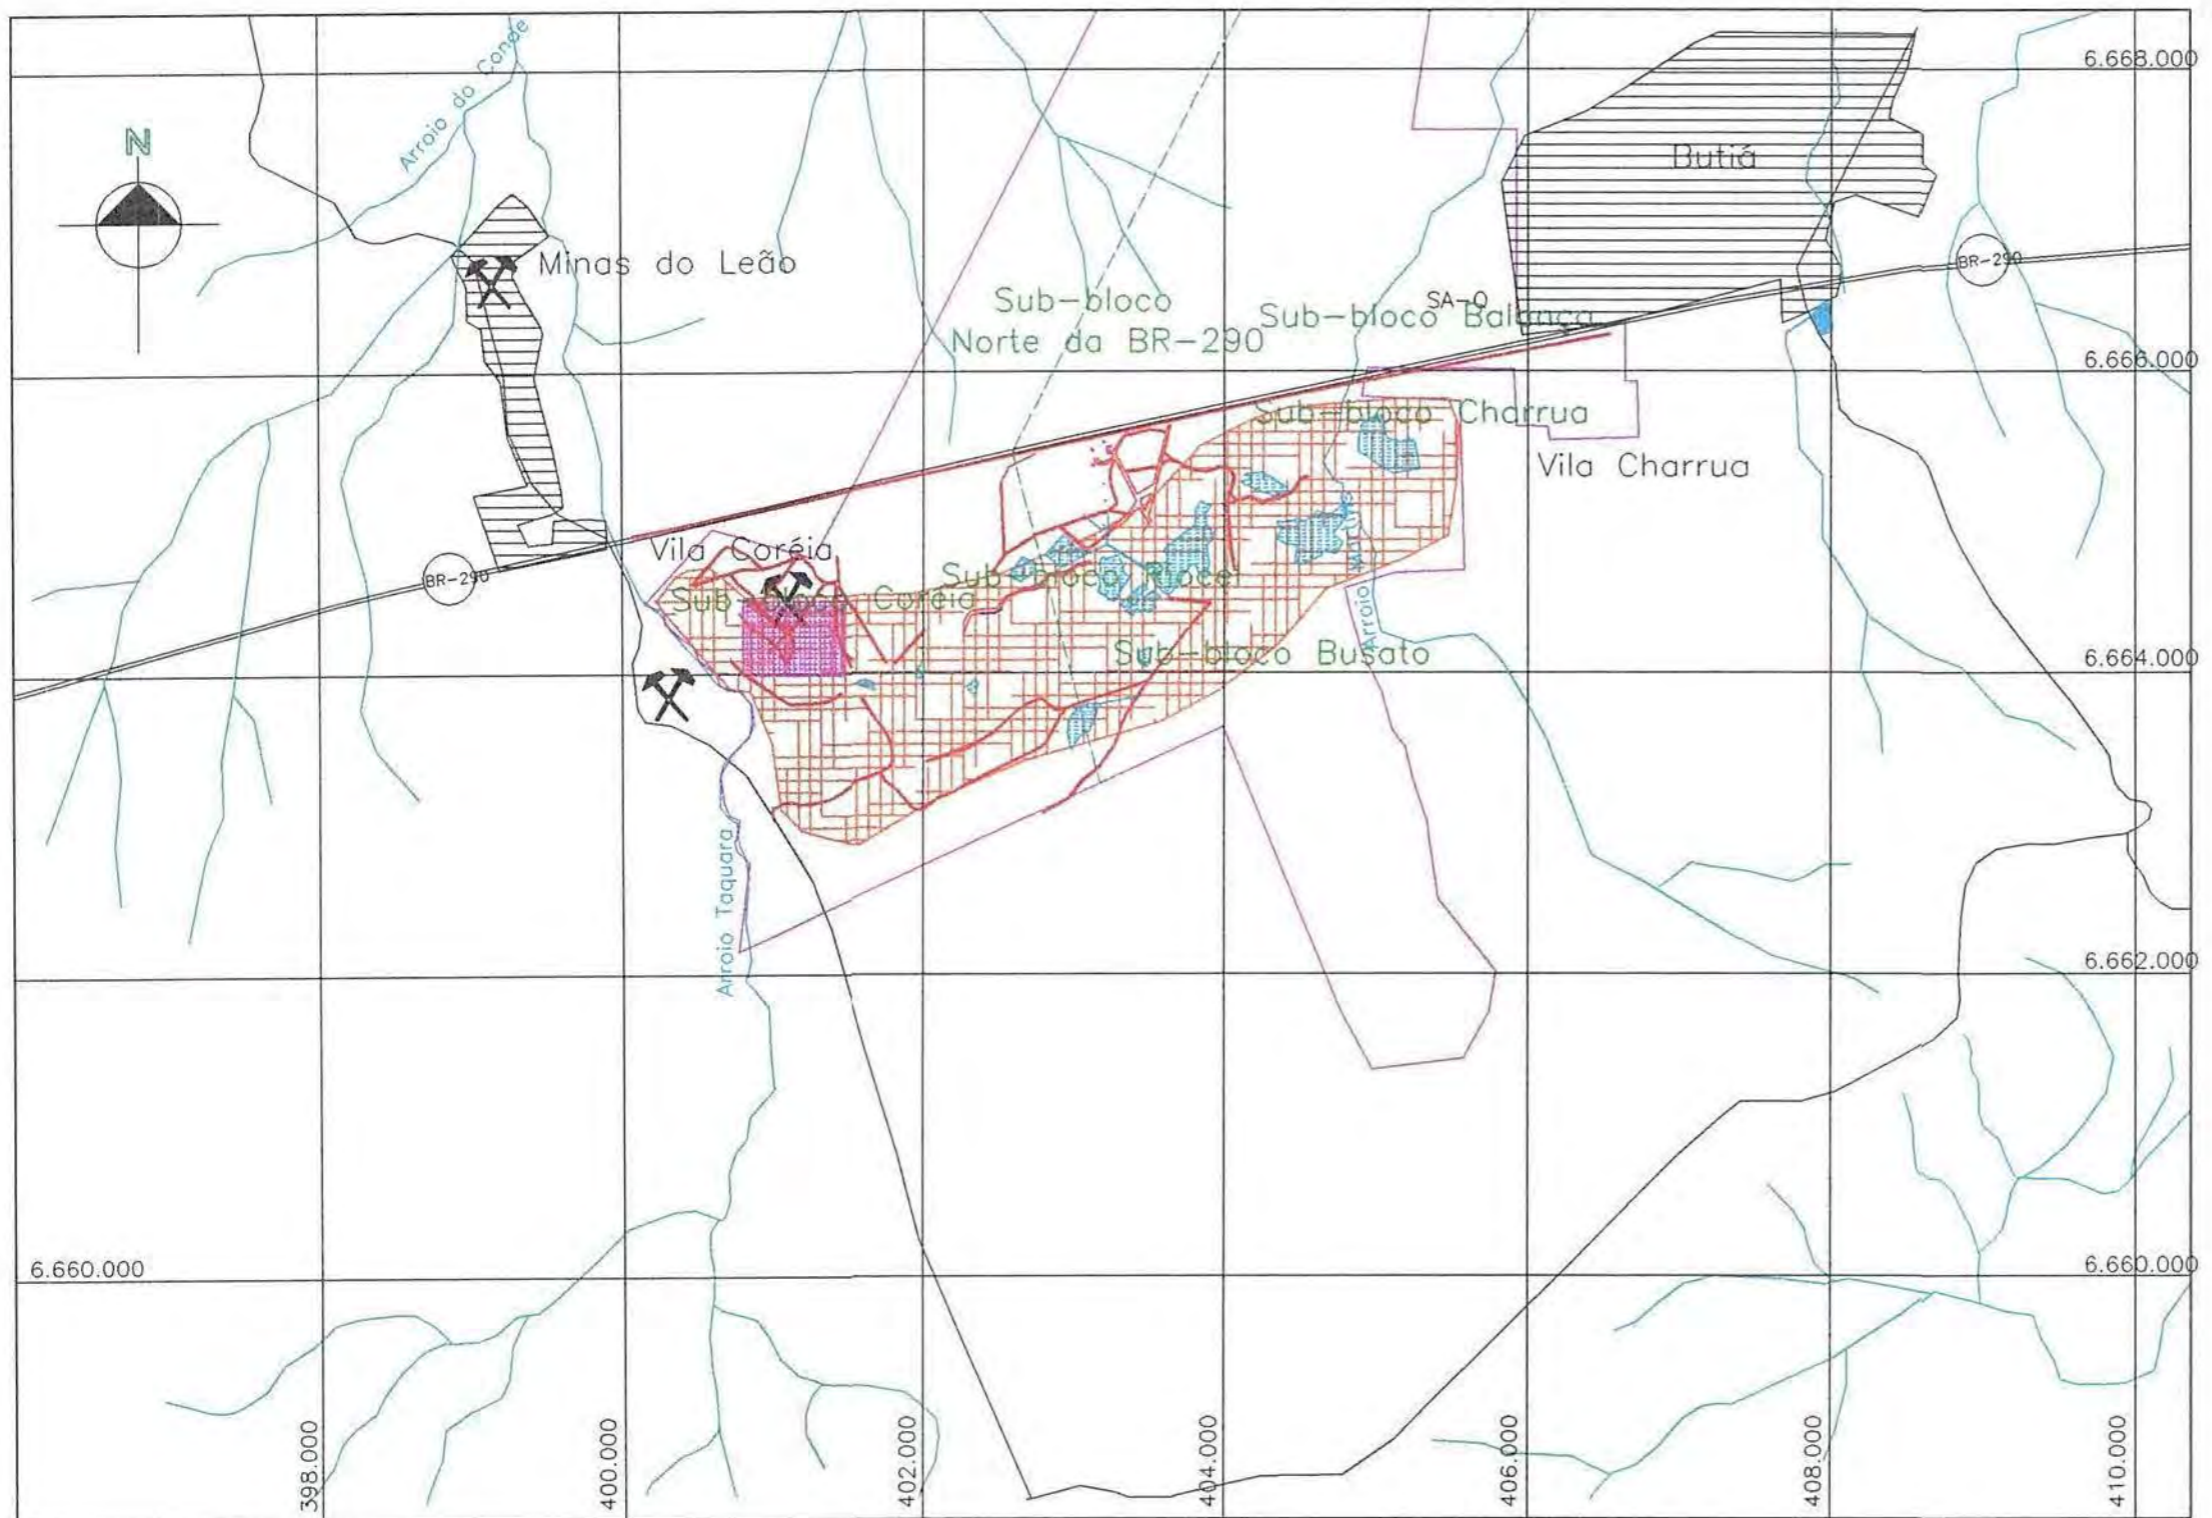 6.668.000
Arroio do Conde
N
Butiá
Minas do Leão
BR-290
Sub-bloco
Norte da BR-290
SA-O
Sub-bloco Balança
6.666.000
Sub-bloco Charrua
Vila Charrua
Vila Coréia
BR-290
Sub-bloco Riocel
Sub-bloco Coréia
Arroio
Sub-bloco Busato
6.664.000
Arroio Taquara
6.662.000
6.660.000
6.660.000
398.000
400.000
402.000
404.000
406.000
408.000
410.000